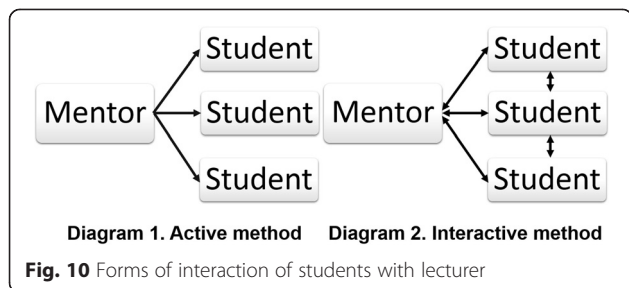 Student
Student
Mentor
Student
Student
Mentor
Student
Student
Diagram 1. Active method
Diagram 2. Interactive method
Fig. 10 Forms of interaction of students with lecturer